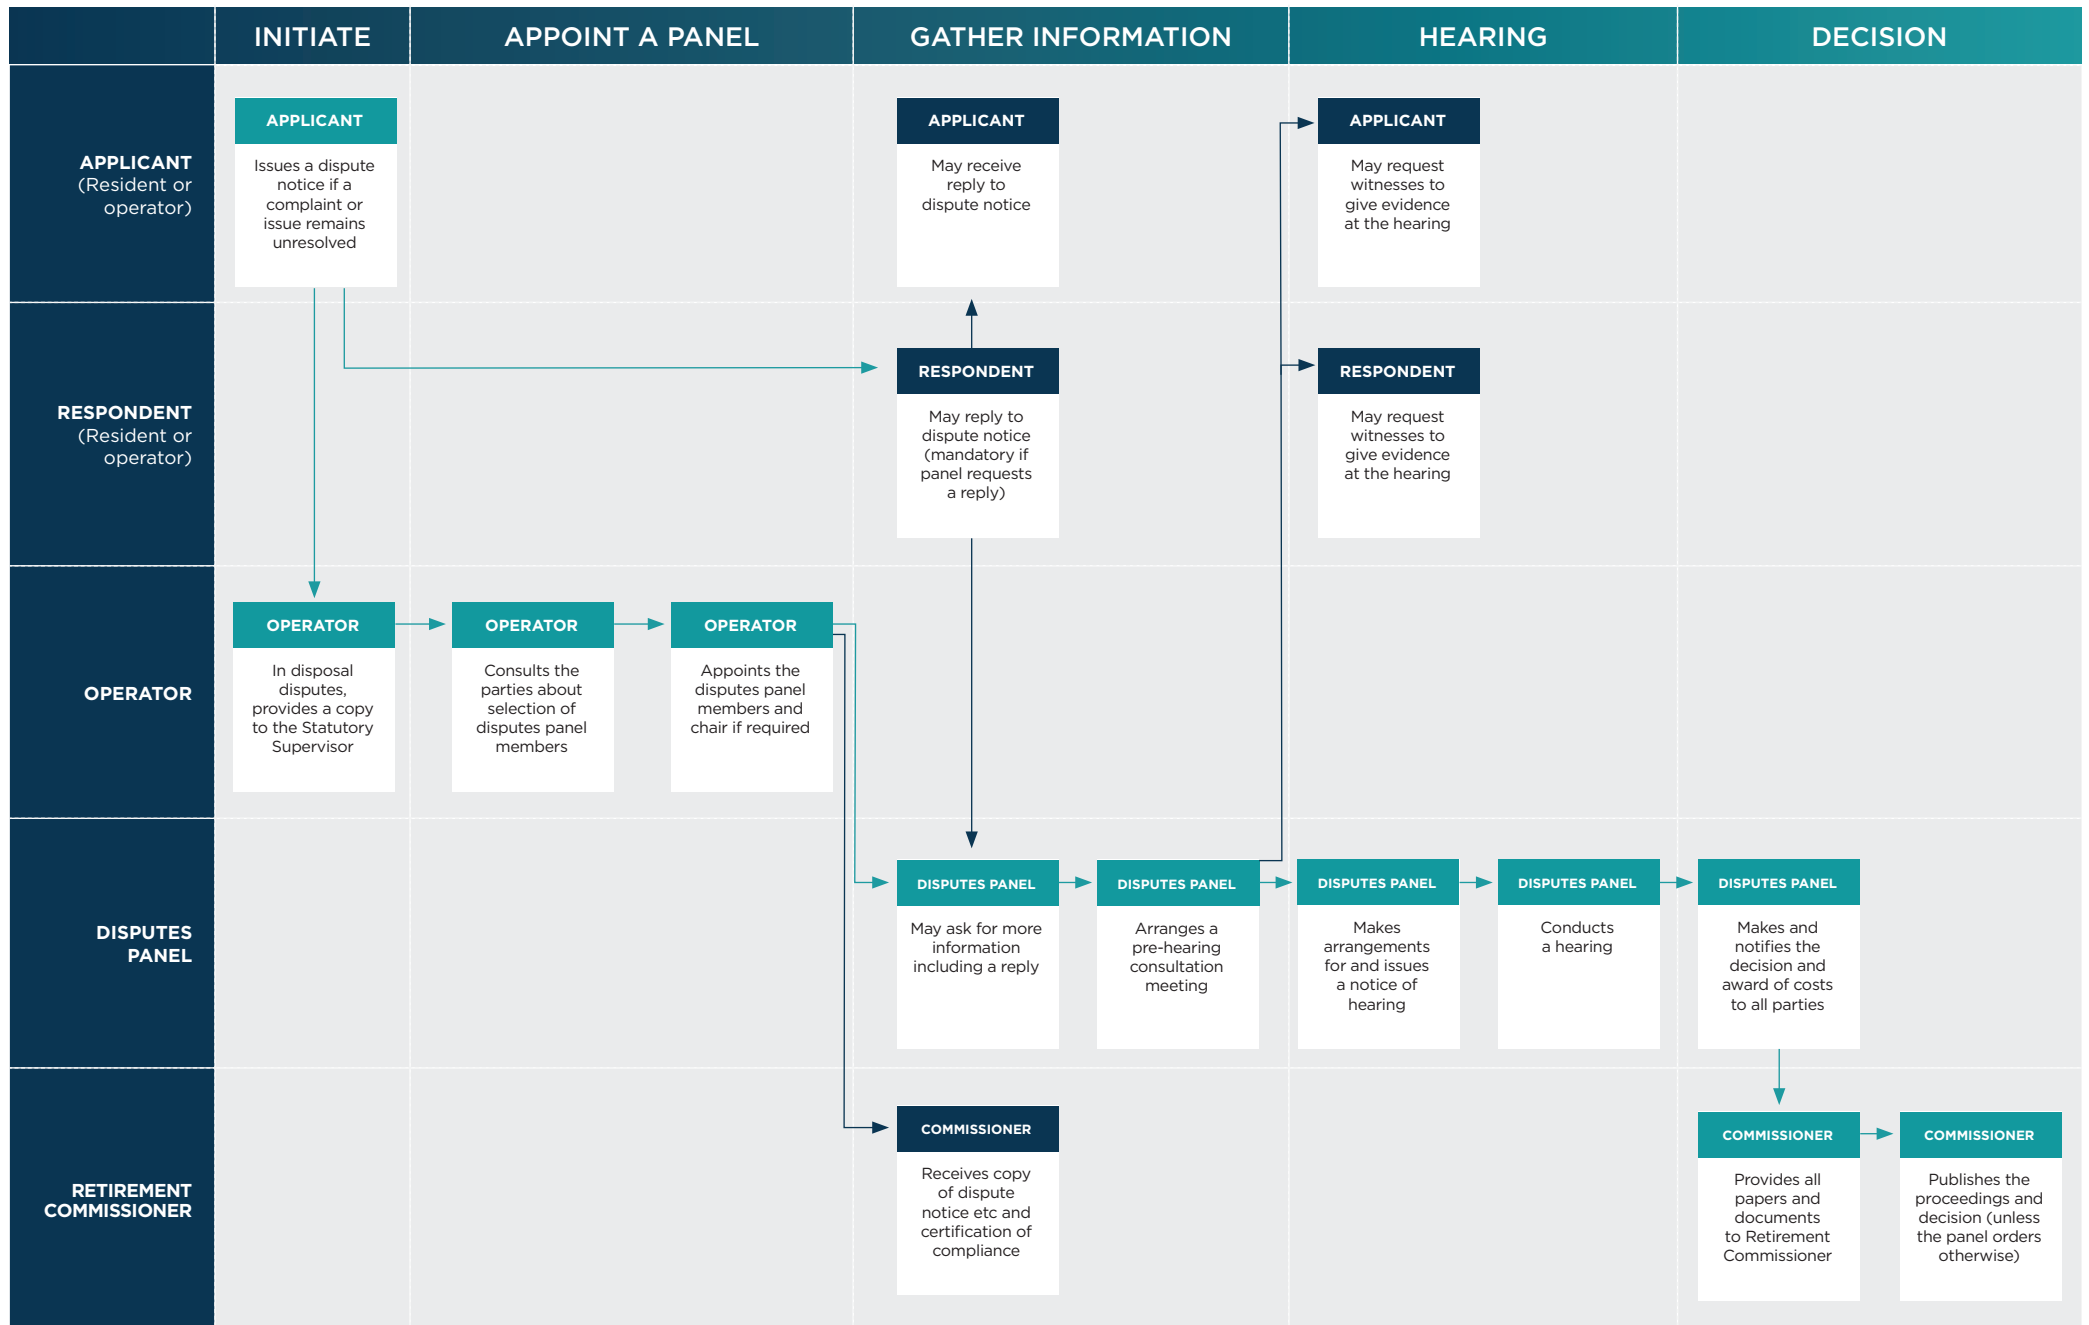 INITIATE
APPOINT A PANEL
GATHER INFORMATION
HEARING
DECISION
APPLICANT
(Resident or
operator)
APPLICANT
Issues a dispute
notice if a
complaint or
issue remains
unresolved
APPLICANT
May receive
reply to
dispute notice
APPLICANT
May request
witnesses to
give evidence
at the hearing
RESPONDENT
(Resident or
operator)
RESPONDENT
May reply to
dispute notice
(mandatory if
panel requests
a reply)
RESPONDENT
May request
witnesses to
give evidence
at the hearing
OPERATOR
OPERATOR
In disposal
disputes,
provides a copy
to the Statutory
Supervisor
OPERATOR
Consults the
parties about
selection of
disputes panel
members
OPERATOR
Appoints the
disputes panel
members and
chair if required
DISPUTES
PANEL
DISPUTES PANEL
May ask for more
information
including a reply
DISPUTES PANEL
Arranges a
pre-hearing
consultation
meeting
DISPUTES PANEL
Makes
arrangements
for and issues
a notice of
hearing
DISPUTES PANEL
Conducts
a hearing
DISPUTES PANEL
Makes and
notifies the
decision and
award of costs
to all parties
RETIREMENT
COMMISSIONER
COMMISSIONER
Receives copy
of dispute
notice etc and
certification of
compliance
COMMISSIONER
Provides all
papers and
documents
to Retirement
Commissioner
COMMISSIONER
Publishes the
proceedings and
decision (unless
the panel orders
otherwise)